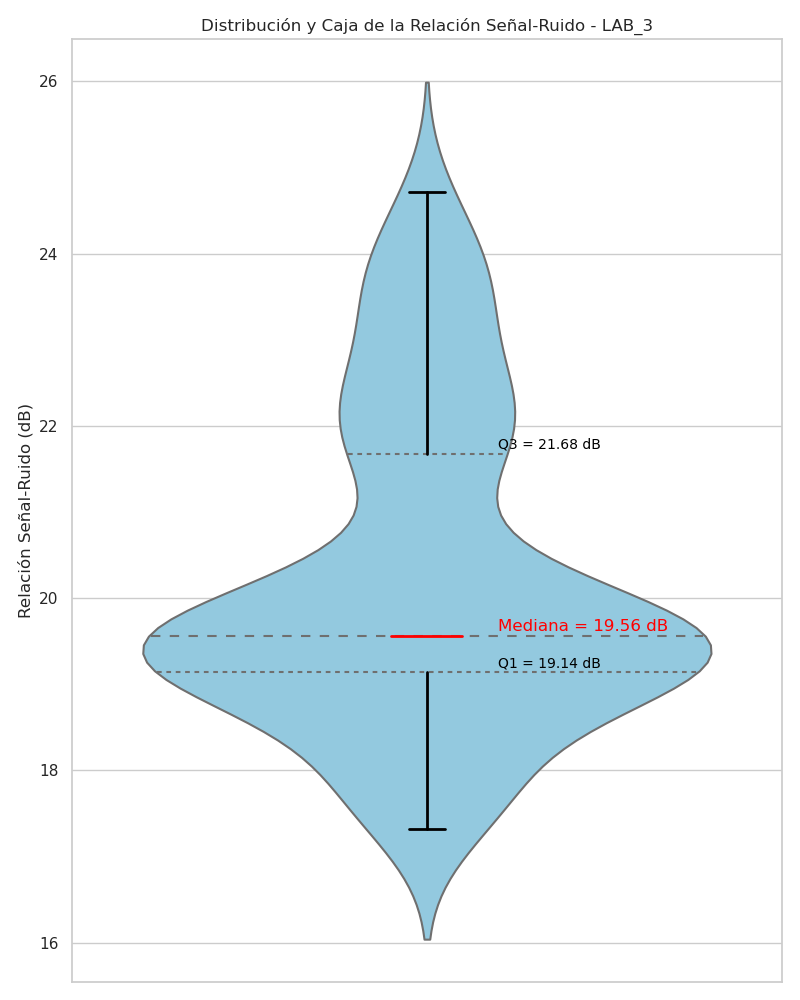 Distribución y Caja de la Relación Señal-Ruido - LAB_3
Relación Señal-Ruido (dB)
26
24
22
20
18
16
Q3 = 21.68 dB
Mediana = 19.56 dB
Q1 = 19.14 dB